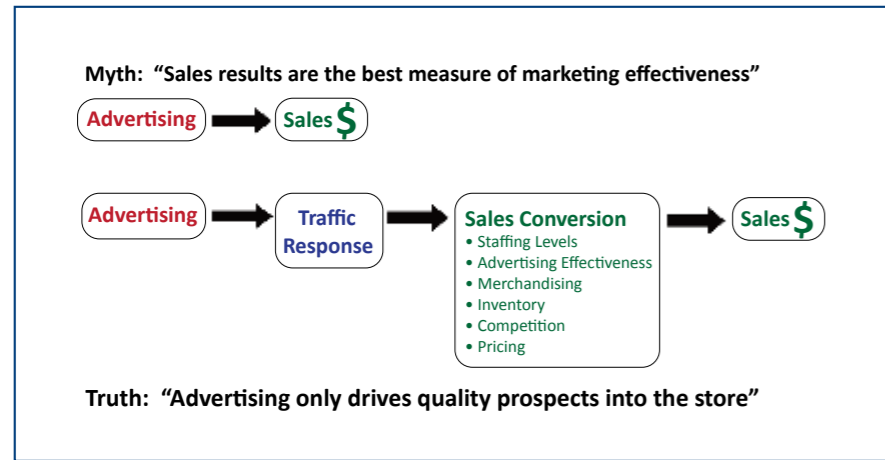 Myth: “Sales results are the best measure of marketing effectiveness”
Advertising
Sales $
Advertising
Traffic
Response
Sales Conversion
• Staffing Levels
• Advertising Effectiveness
• Merchandising
• Inventory
• Competition
• Pricing
Sales $
Truth: “Advertising only drives quality prospects into the store”